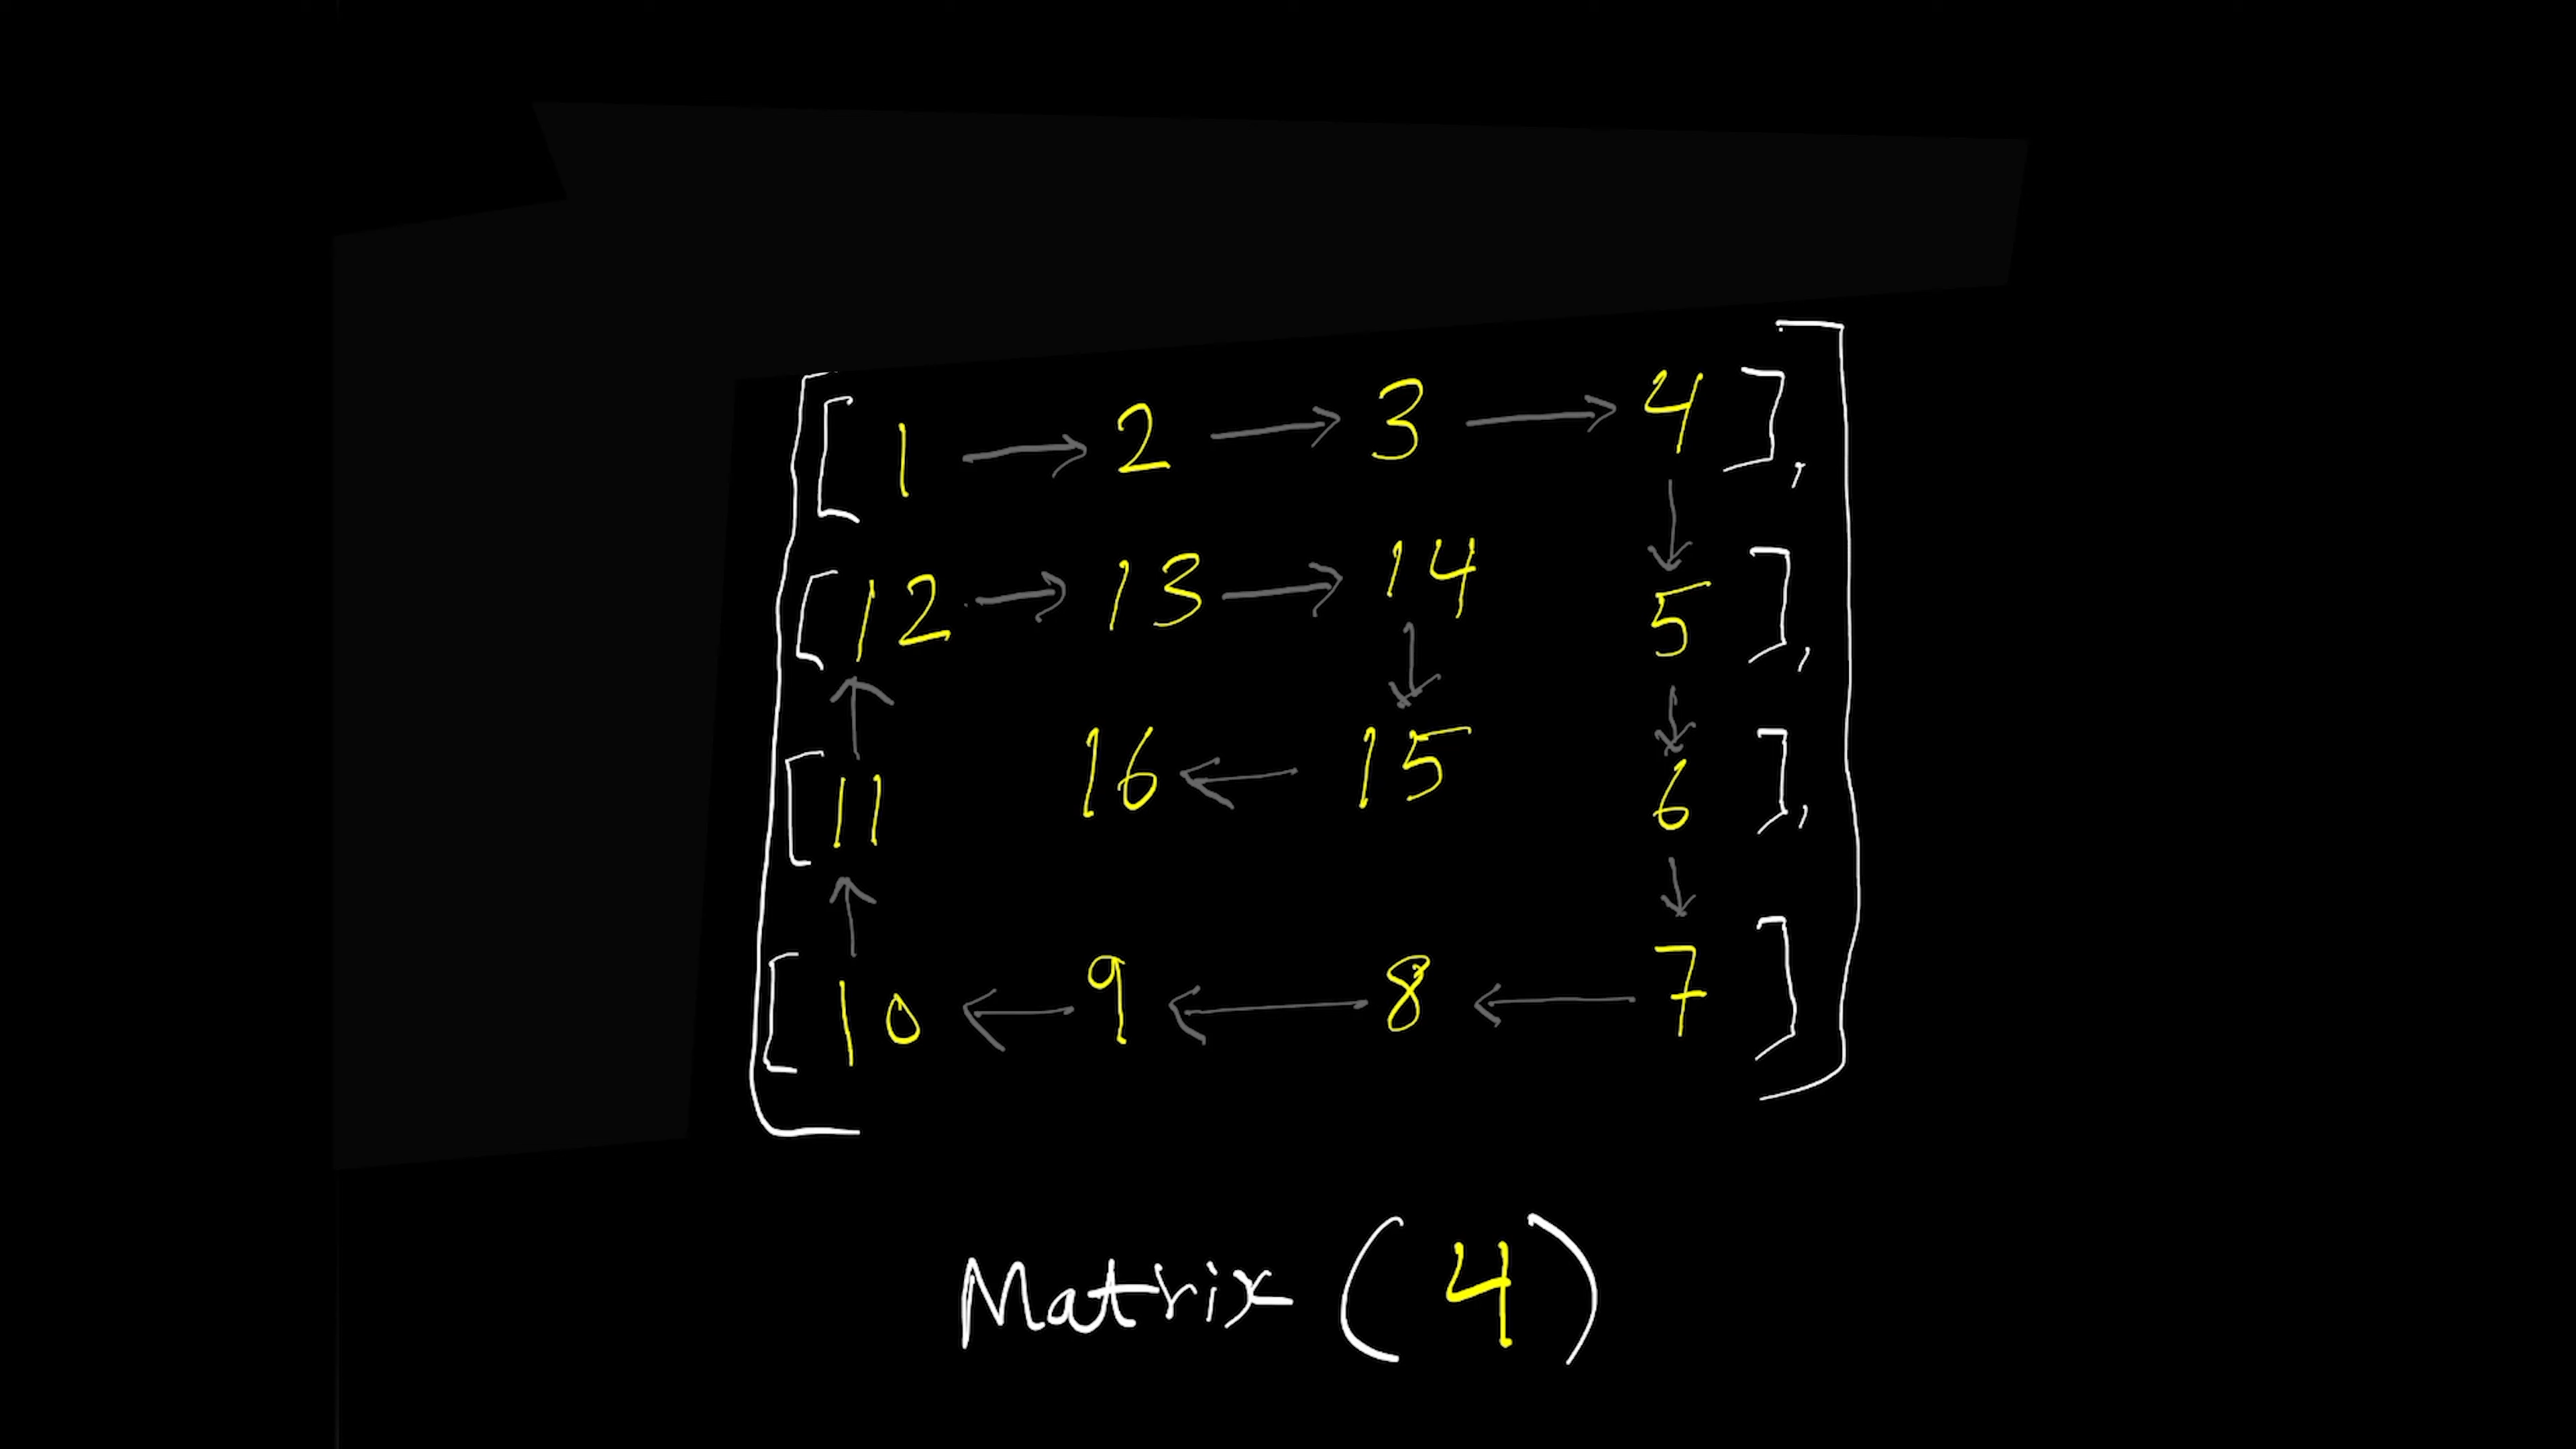 [[ 1 → 2 → 3 → 4 ],
[ 12 → 13 → 14 5 ],
[ 11 16 ← 15 6 ],
[ 10 ← 9 ← 8 ← 7 ]]
Matrix ( 4 )